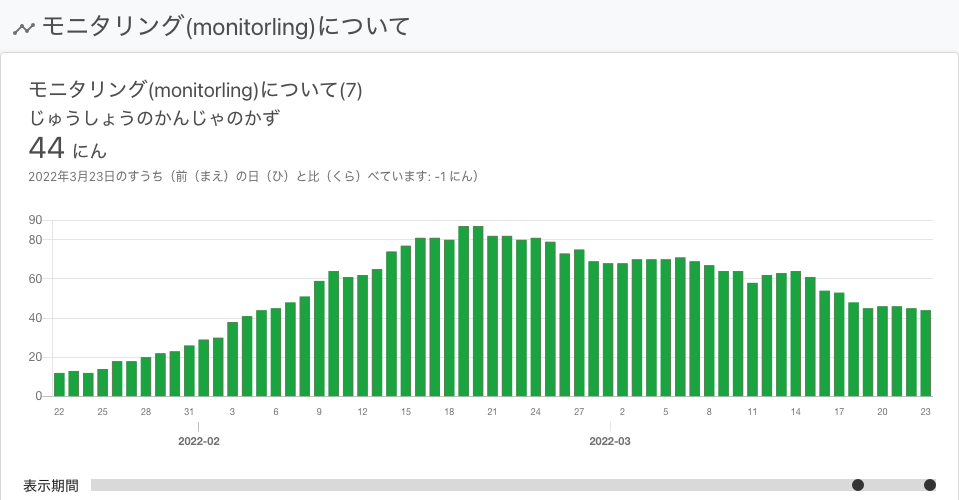 モニタリング(monitorling)について
モニタリング(monitorling)について(7)
じゅうしょうのかんじゃのかず
44 にん
2022年3月23日のすうち（前（まえ）の日（ひ）と比（くら）べています: -1 にん）
90
80
60
40
20
0
22 25 28 31 3 6 9 12 15 18 21 24 27 2 5 8 11 14 17 20 23
2022-02 2022-03
表示期間